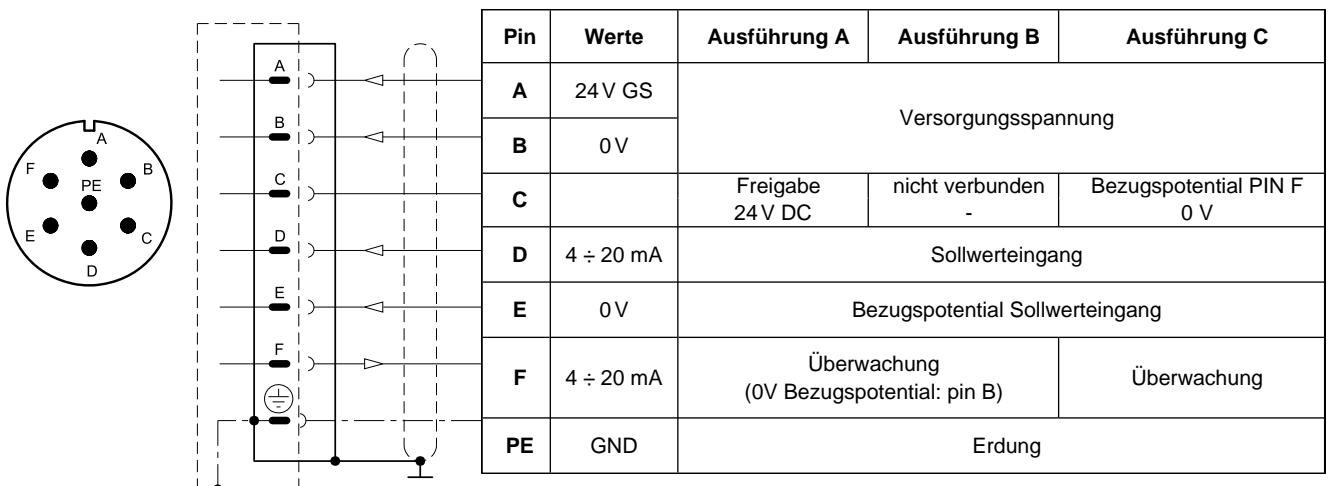 A
B
C
D
E
F
PE
A
B
C
D
E
F
Pin Werte Ausführung A Ausführung B Ausführung C
A 24 V GS Versorgungsspannung
B 0 V
C Freigabe nicht verbunden Bezugspotential PIN F
24 V DC - 0 V
D 4 ÷ 20 mA Sollwerteingang
E 0 V Bezugspotential Sollwerteingang
F 4 ÷ 20 mA Überwachung Überwachung
(0V Bezugspotential: pin B)
PE GND Erdung